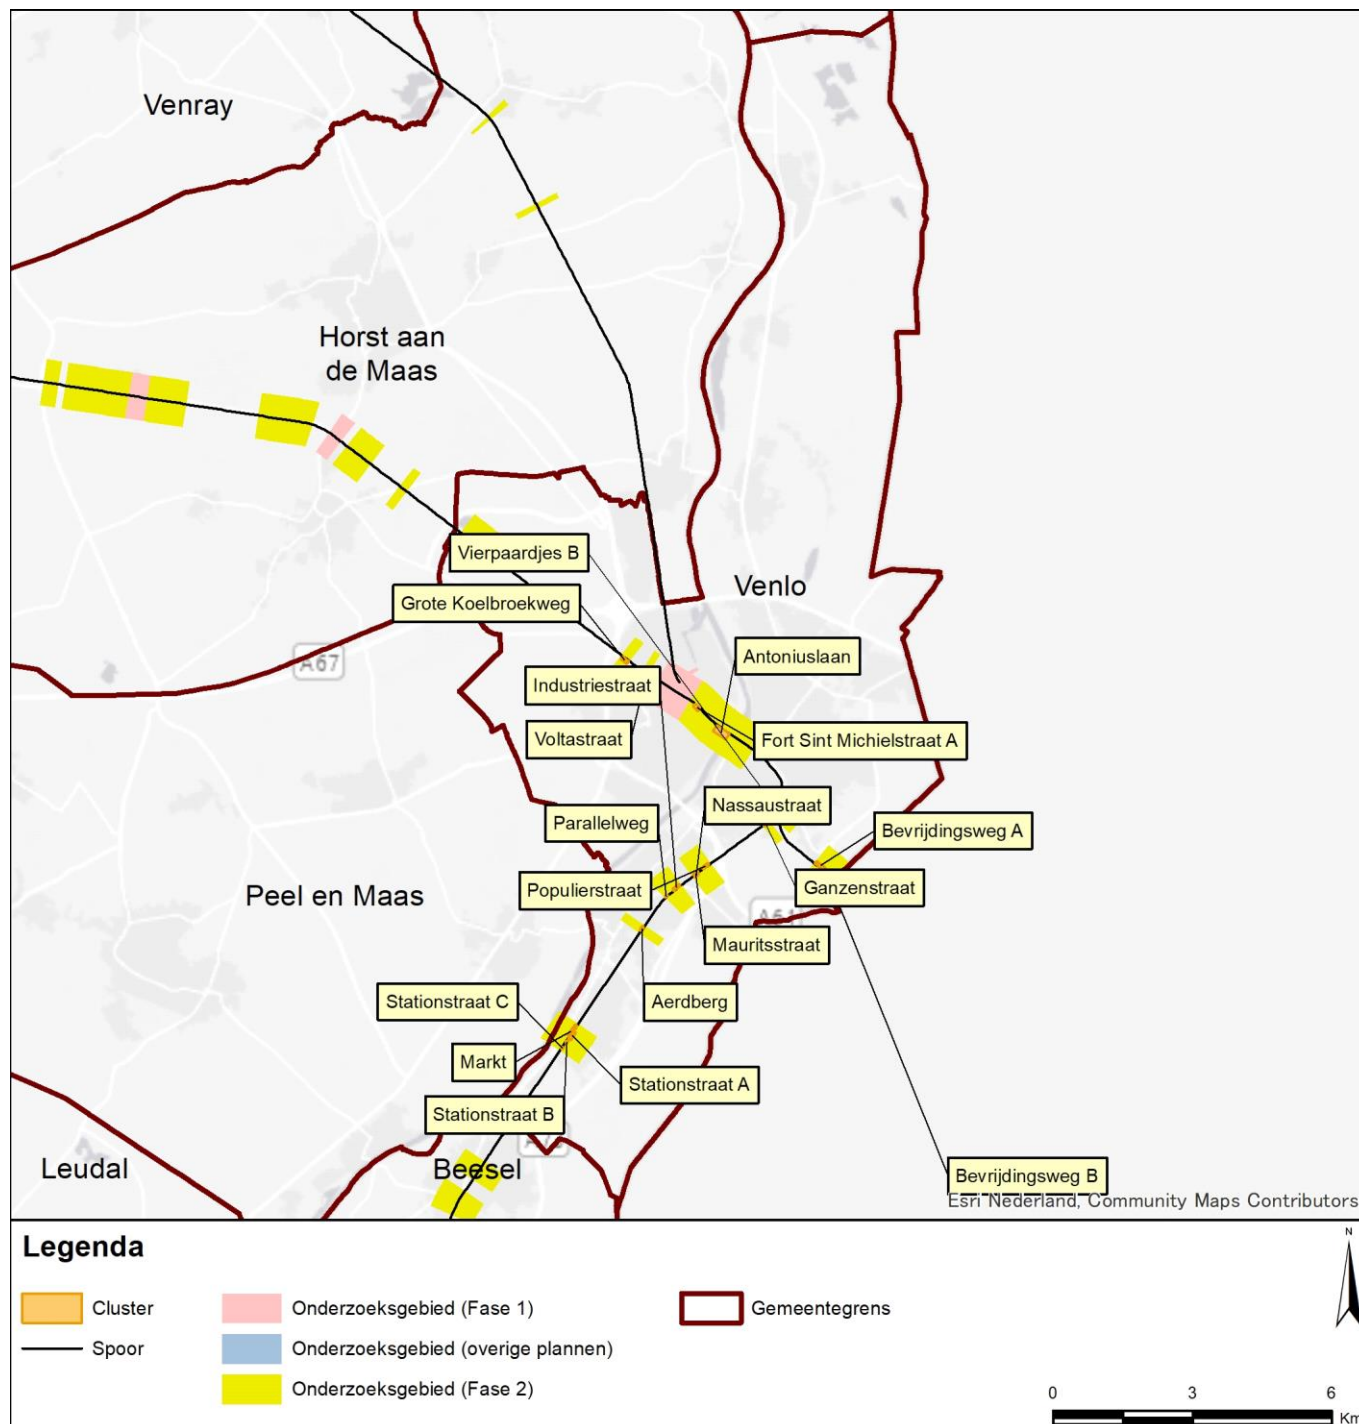 Venray
Horst aan
de Maas
Vierpaardjes B
Venlo
Grote Koelbroekweg
A67
Antoniuslaan
Industriestraat
Voltastraat
Fort Sint Michielstraat A
Nassaustraat
Parallelweg
Bevrijdingsweg A
Peel en Maas
Populierstraat
Ganzenstraat
Mauritsstraat
Stationstraat C
Aerdberg
Markt
Stationstraat A
Stationstraat B
Leudal
Beesel
Bevrijdingsweg B
Esri Nederland, Community Maps Contributors
Legenda
N
Cluster
Onderzoeksgebied (Fase 1)
Gemeentegrens
Spoor
Onderzoeksgebied (overige plannen)
Onderzoeksgebied (Fase 2)
0 3 6
Km